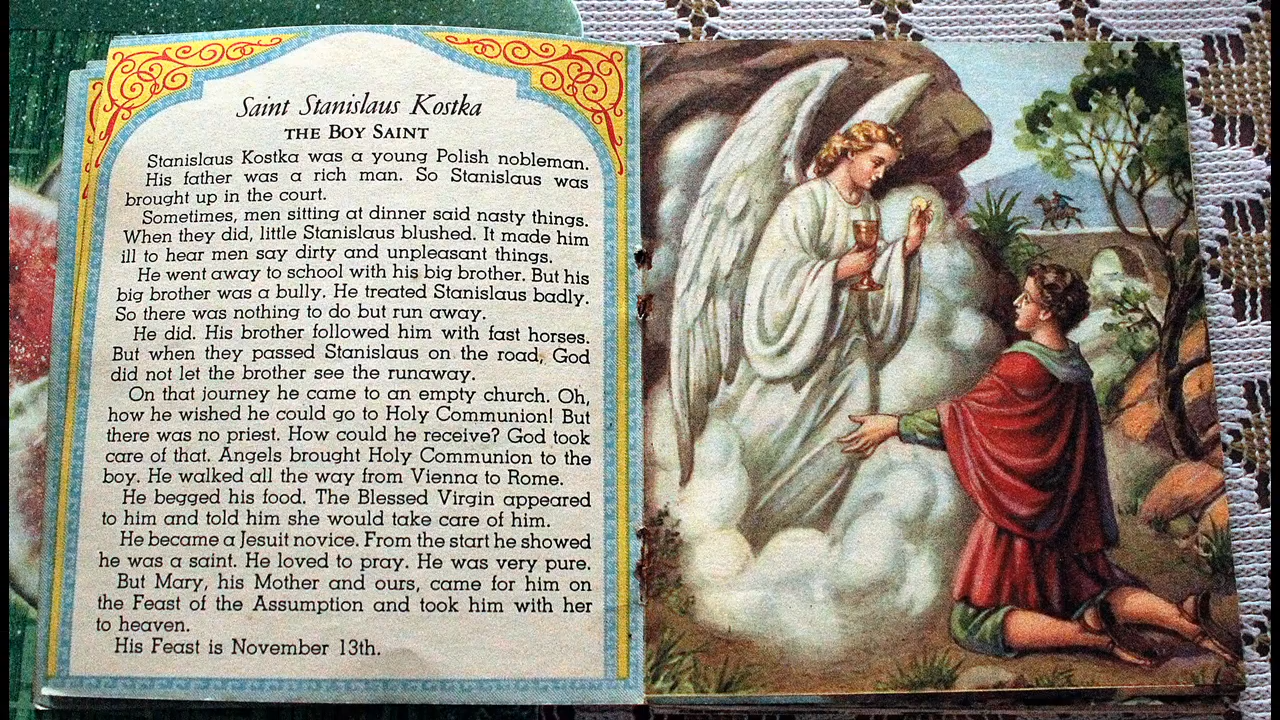 Saint Stanislaus Kostka
THE BOY SAINT
Stanislaus Kostka was a young Polish nobleman.
His father was a rich man. So Stanislaus was
brought up in the court.
Sometimes, men sitting at dinner said nasty things.
When they did, little Stanislaus blushed. It made him
ill to hear men say dirty and unpleasant things.
He went away to school with his big brother. But his
big brother was a bully. He treated Stanislaus badly.
So there was nothing to do but run away.
He did. His brother followed him with fast horses.
But when they passed Stanislaus on the road, God
did not let the brother see the runaway.
On that journey he came to an empty church. Oh,
how he wished he could go to Holy Communion! But
there was no priest. How could he receive? God took
care of that. Angels brought Holy Communion to the
boy. He walked all the way from Vienna to Rome.
He begged his food. The Blessed Virgin appeared
to him and told him she would take care of him.
He became a Jesuit novice. From the start he showed
he was a saint. He loved to pray. He was very pure.
But Mary, his Mother and ours, came for him on
the Feast of the Assumption and took him with her
to heaven.
His Feast is November 13th.